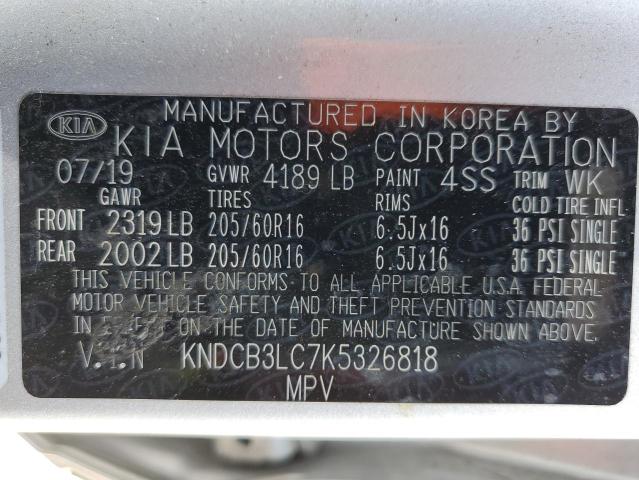 KIA
MANUFACTURED IN KOREA BY
KIA MOTORS CORPORATION
07/19 GVWR 4189 LB PAINT 4SS TRIM WK
GAWR TIRES RIMS COLD TIRE INFL
FRONT 2319 LB 205/60R16 6.5Jx16 36 PSI SINGLE
REAR 2002 LB 205/60R16 6.5Jx16 36 PSI SINGLE
THIS VEHICLE CONFORMS TO ALL APPLICABLE U.S.A. FEDERAL
MOTOR VEHICLE SAFETY AND THEFT PREVENTION STANDARDS
IN EFFECT ON THE DATE OF MANUFACTURE SHOWN ABOVE.
V.I.N KNDCB3LC7K5326818
MPV